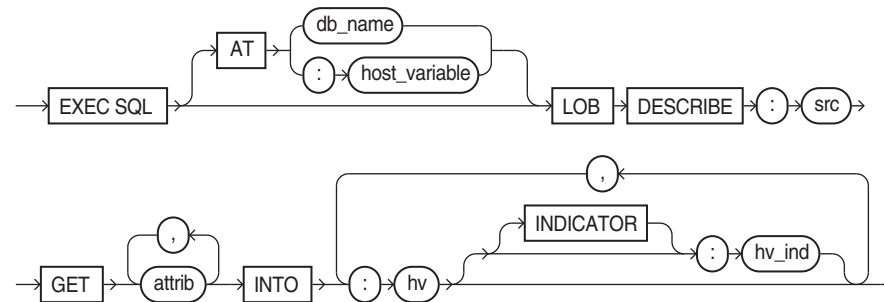 db_name
AT
: host_variable
EXEC SQL LOB DESCRIBE : src
,
, INDICATOR
: hv_ind
GET attrib INTO : hv